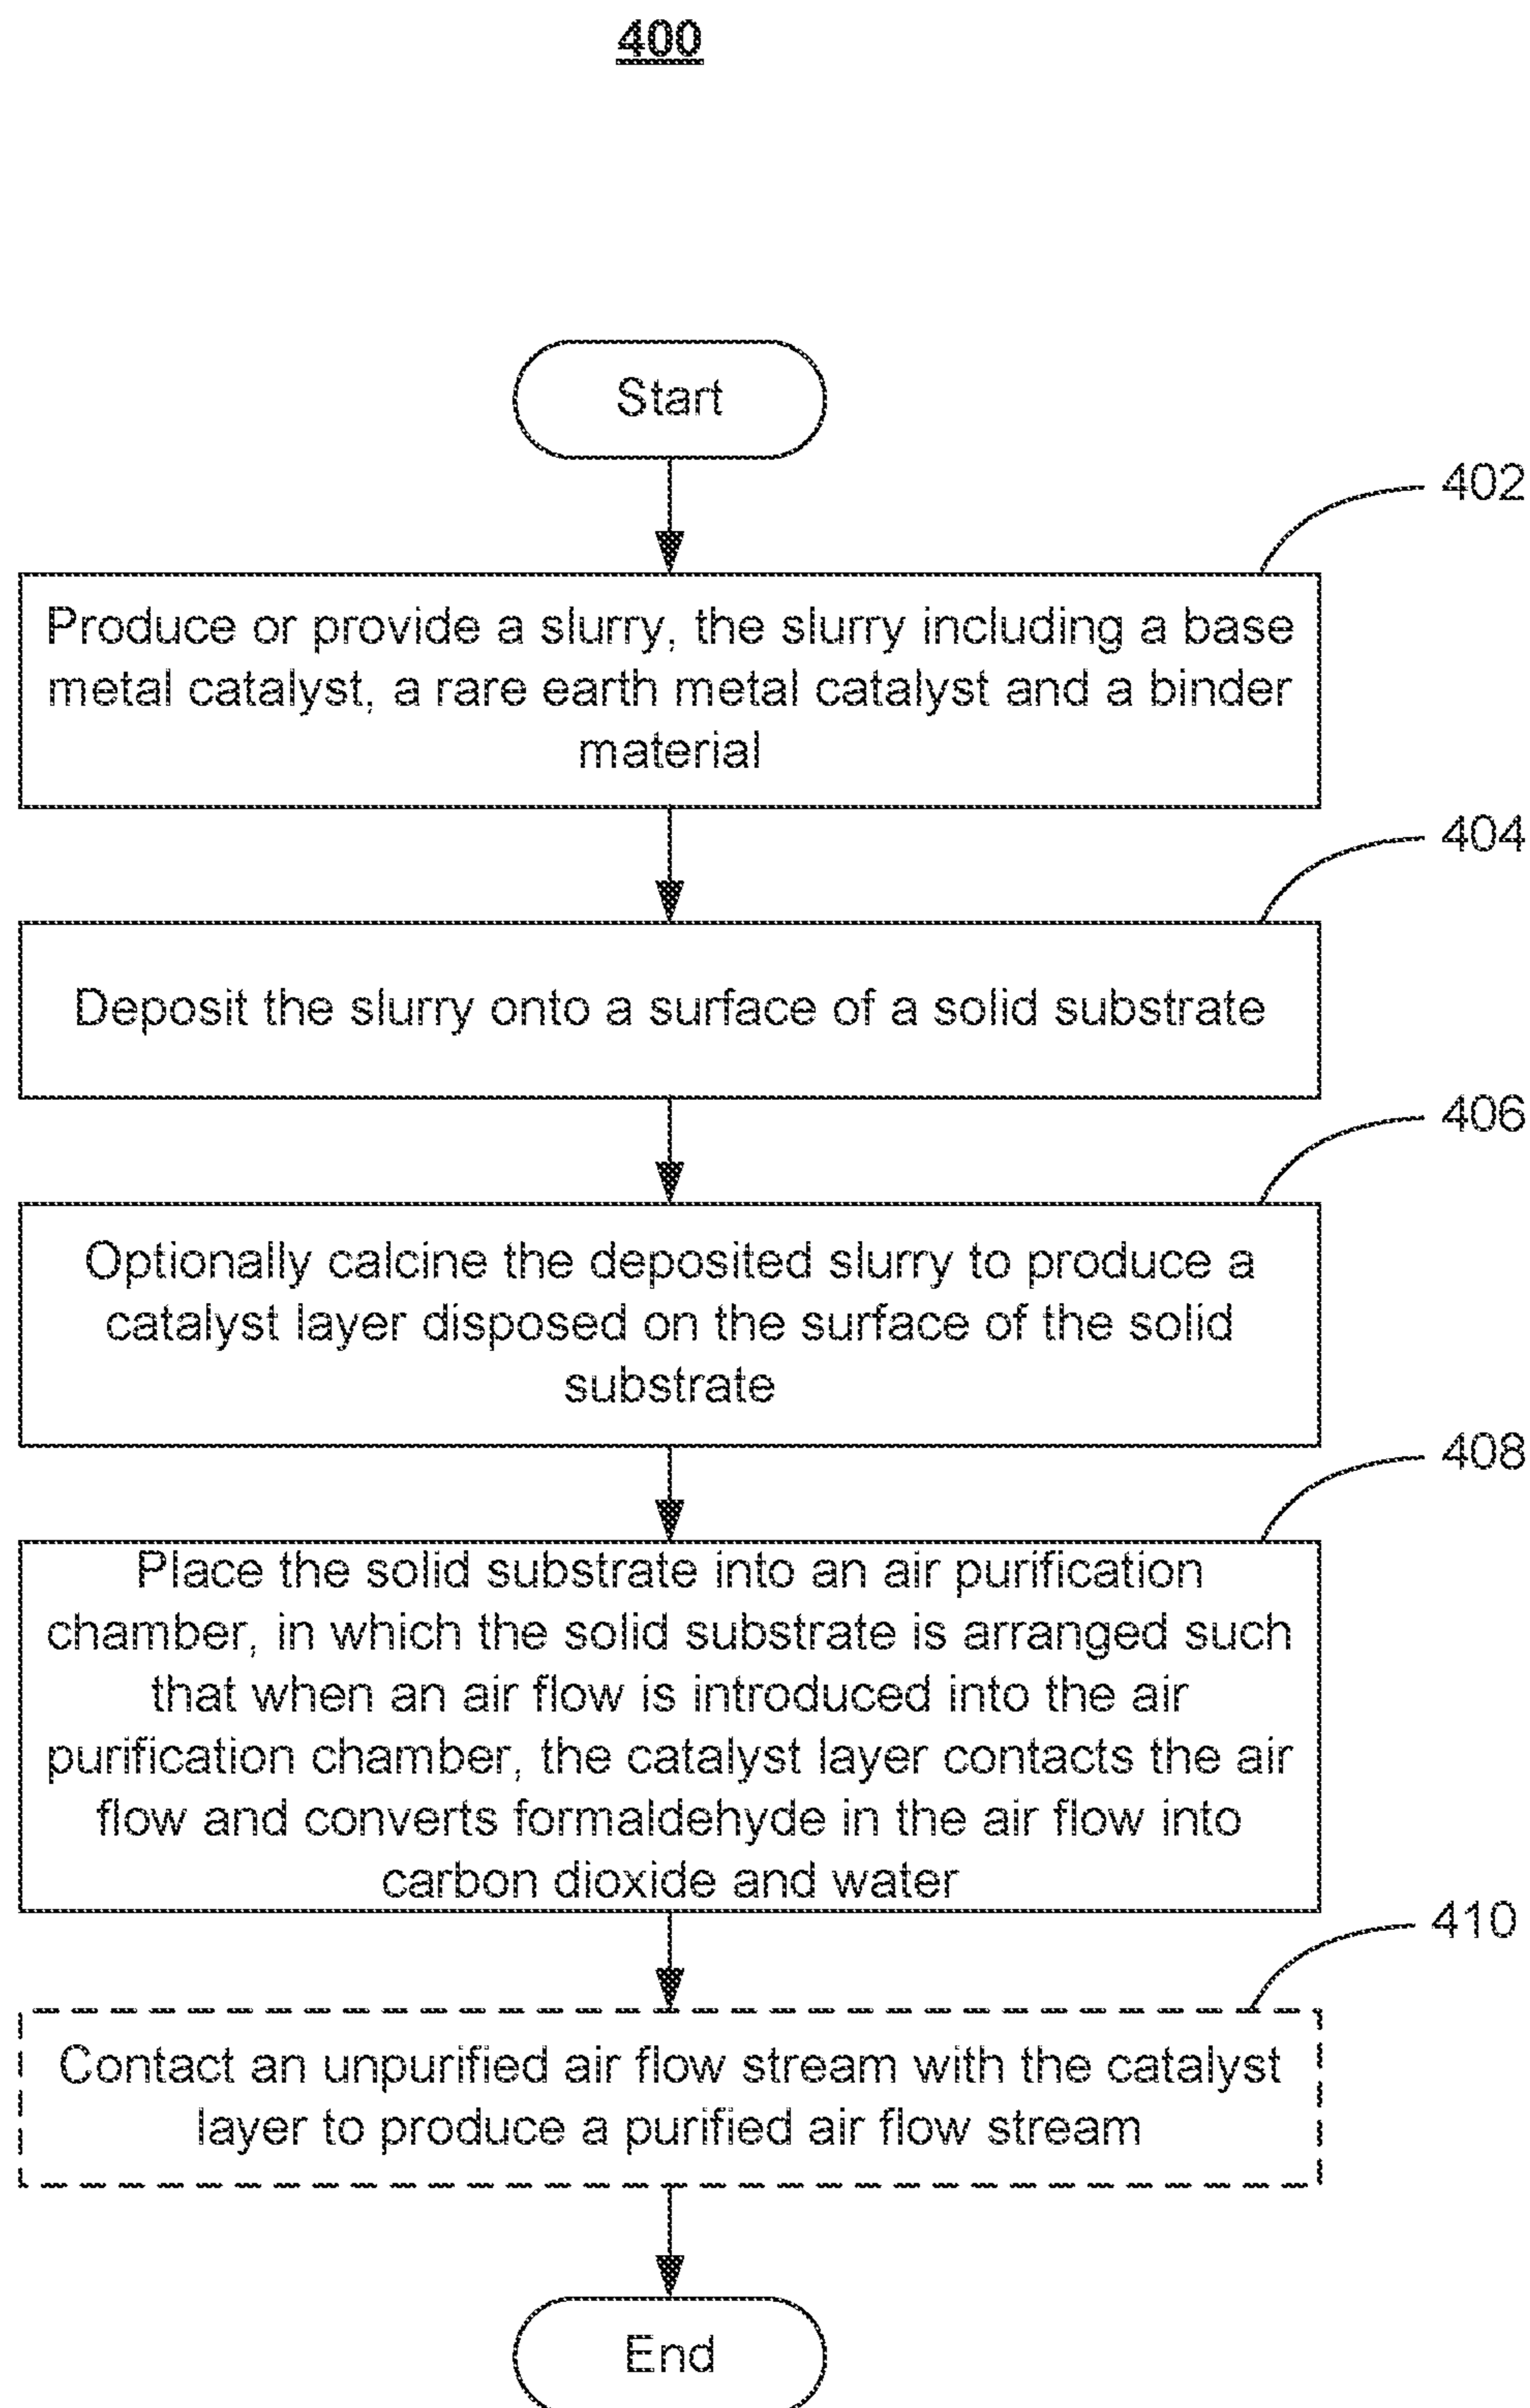 400
Start
402
Produce or provide a slurry, the slurry including a base
metal catalyst, a rare earth metal catalyst and a binder
material
404
Deposit the slurry onto a surface of a solid substrate
406
Optionally calcine the deposited slurry to produce a
catalyst layer disposed on the surface of the solid
substrate
408
Place the solid substrate into an air purification
chamber, in which the solid substrate is arranged such
that when an air flow is introduced into the air
purification chamber, the catalyst layer contacts the air
flow and converts formaldehyde in the air flow into
carbon dioxide and water
410
Contact an unpurified air flow stream with the catalyst
layer to produce a purified air flow stream
End